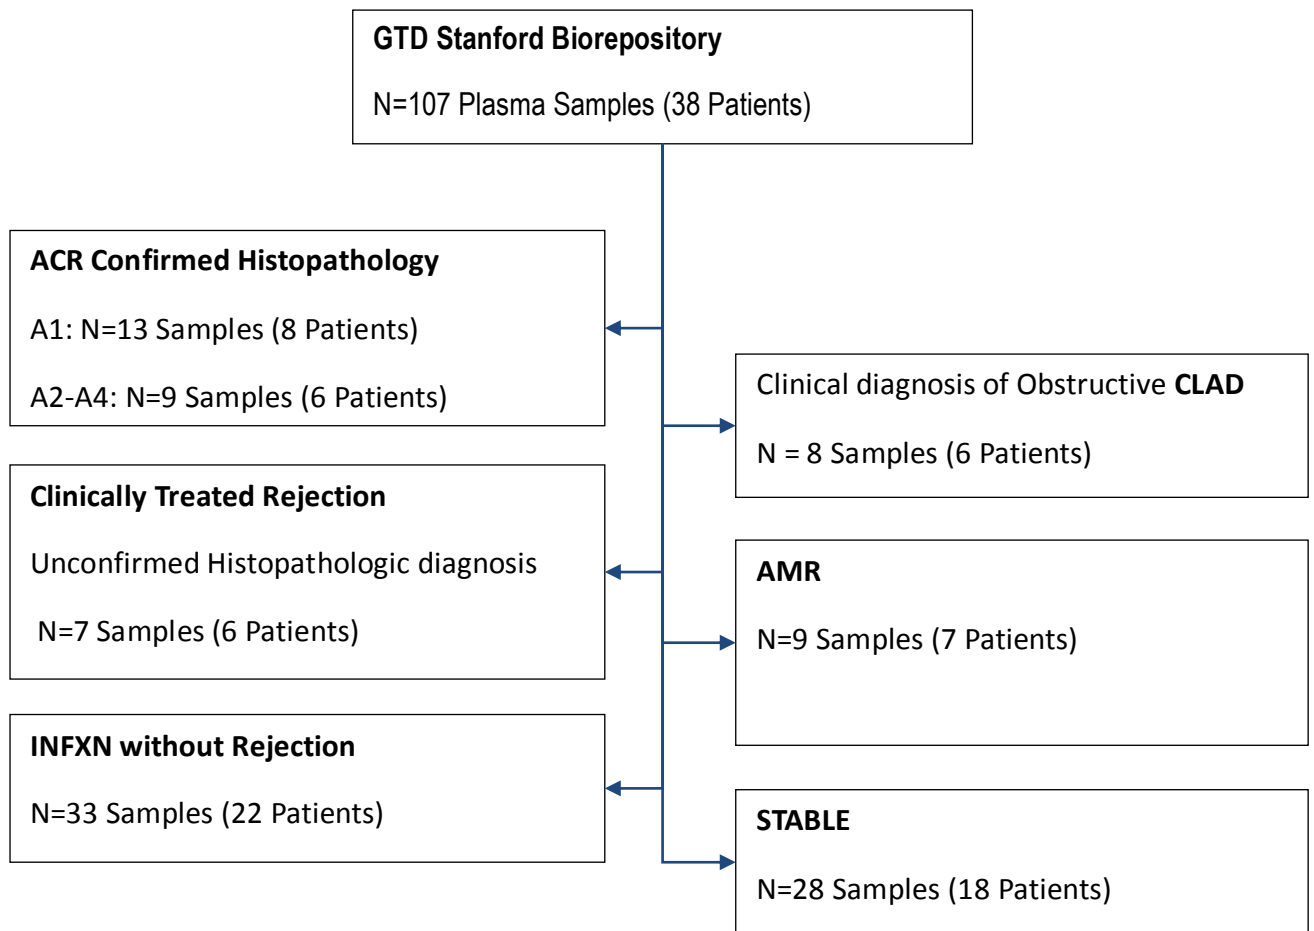 GTD Stanford Biorepository
N=107 Plasma Samples (38 Patients)
ACR Confirmed Histopathology
A1: N=13 Samples (8 Patients)
A2-A4: N=9 Samples (6 Patients)
Clinical diagnosis of Obstructive CLAD
N = 8 Samples (6 Patients)
Clinically Treated Rejection
Unconfirmed Histopathologic diagnosis
N=7 Samples (6 Patients)
AMR
N=9 Samples (7 Patients)
INFXN without Rejection
N=33 Samples (22 Patients)
STABLE
N=28 Samples (18 Patients)